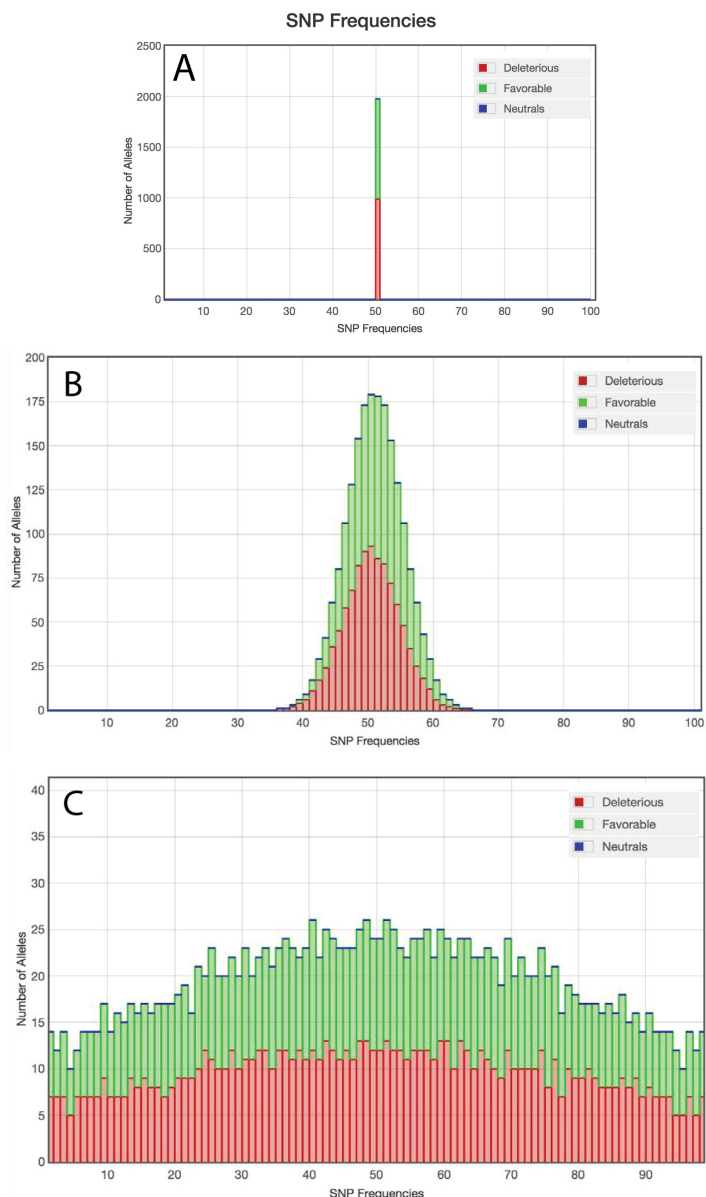 SNP Frequencies
A
Deleterious
Favorable
Neutrals
Number of Alleles
2500
2000
1500
1000
500
0
10 20 30 40 50 60 70 80 90 100
SNP Frequencies
B
Deleterious
Favorable
Neutrals
Number of Alleles
200
175
150
125
100
75
50
25
0
10 20 30 40 50 60 70 80 90 100
SNP Frequencies
C
Deleterious
Favorable
Neutrals
Number of Alleles
40
35
30
25
20
15
10
5
0
10 20 30 40 50 60 70 80 90
SNP Frequencies